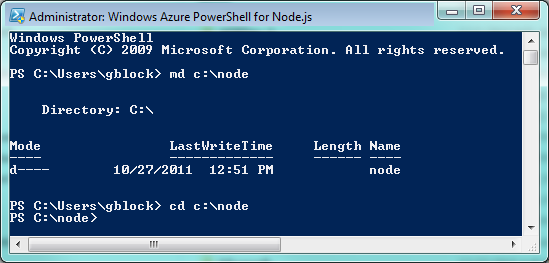 Administrator: Windows Azure PowerShell for Node.js
Windows PowerShell
Copyright (C) 2009 Microsoft Corporation. All rights reserved.
PS C:\Users\gblock> md c:\node
Directory: C:\
Mode LastWriteTime Length Name
---- ------------- ------ ----
d---- 10/27/2011 12:51 PM node
PS C:\Users\gblock> cd c:\node
PS C:\node>